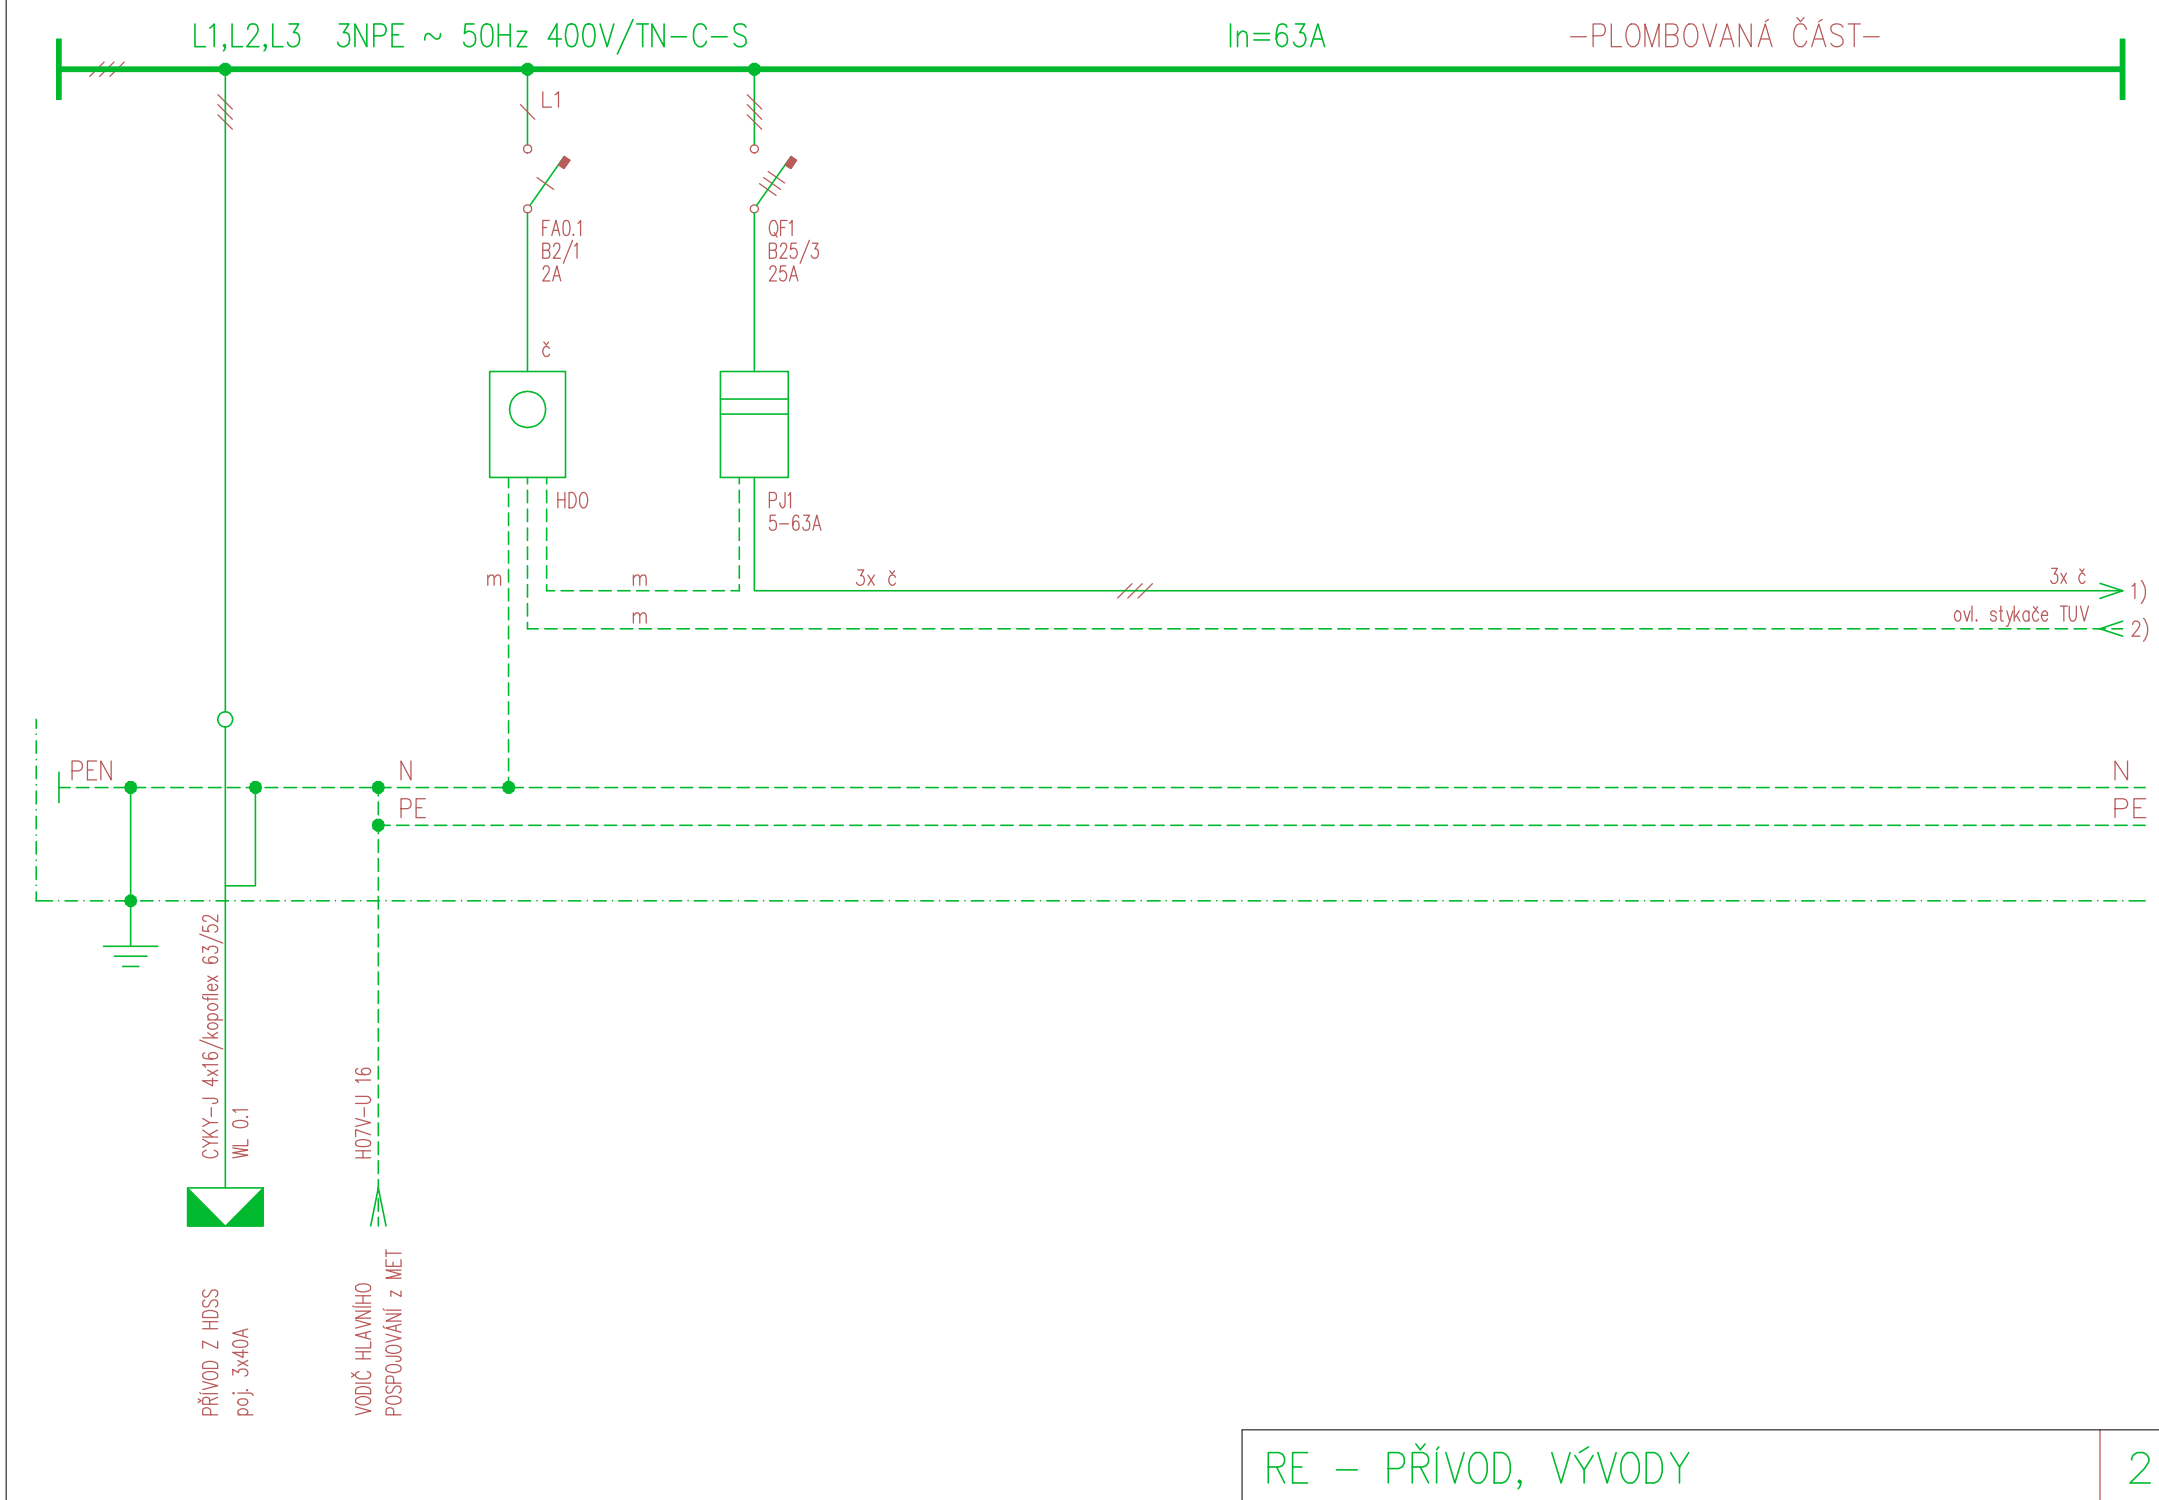 L1,L2,L3 3NPE ~ 50Hz 400V/TN-C-S
In=63A
-PLOMBOVANÁ ČÁST-
L1
FA0.1
B2/1
2A
QF1
B25/3
25A
č
HDO
PJ1
5-63A
m
m
m
3x č
3x č
1)
ovl. stykače TUV
2)
PEN
N
PE
N
PE
CYKY-J 4x16/kopoflex 63/52
WL 0.1
H07V-U 16
PŘÍVOD Z HDSS
poj. 3x40A
VODIČ HLAVNÍHO
POSPOJOVÁNÍ z MET
RE - PŘÍVOD, VÝVODY
2